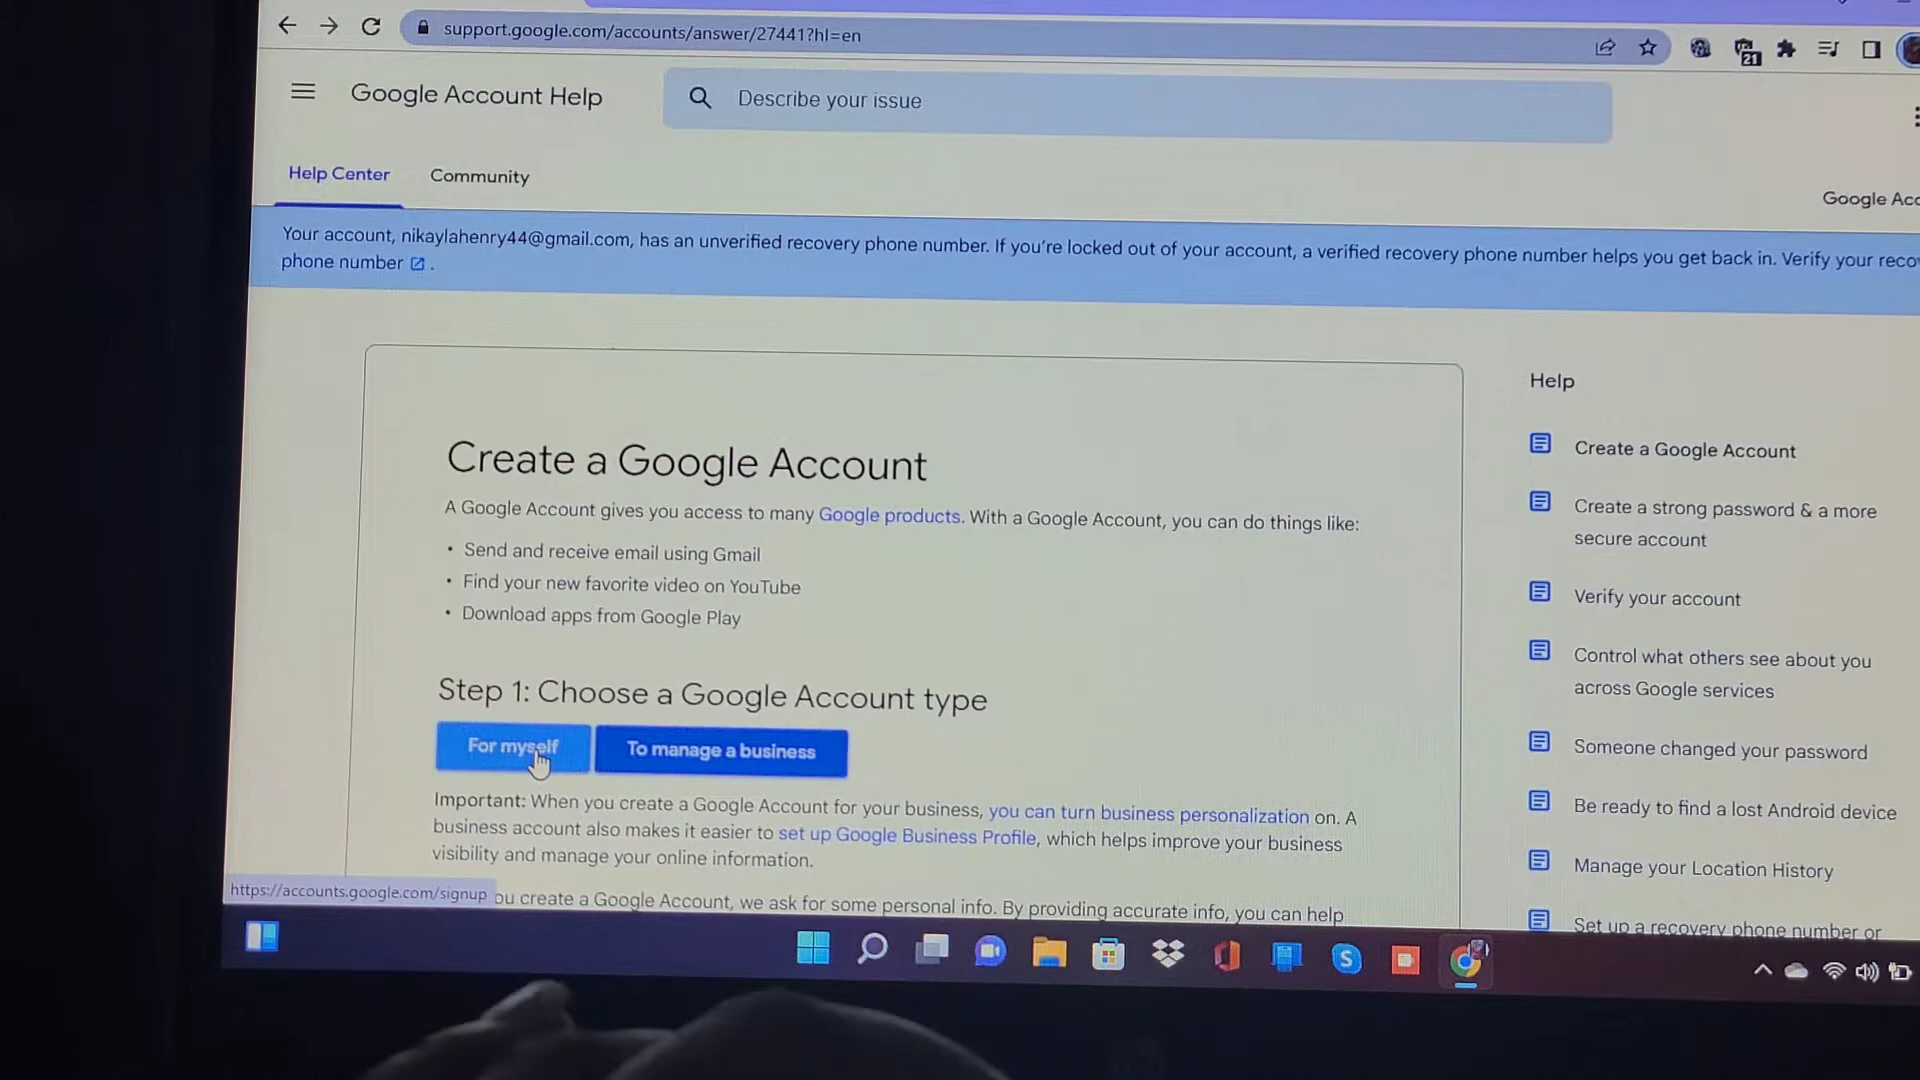 support.google.com/accounts/answer/27441?hl=en
21
Google Account Help
Describe your issue
Help Center
Community
Google
Your account, nikaylahenry44@gmail.com, has an unverified recovery phone number. If you're locked out of your account, a verified recovery phone number helps you get back in. Verify your
phone number .
Create a Google Account
A Google Account gives you access to many Google products. With a Google Account, you can do things like:
• Send and receive email using Gmail
• Find your new favorite video on YouTube
• Download apps from Google Play
Step 1: Choose a Google Account type
For myself
To manage a business
Important: When you create a Google Account for your business, you can turn business personalization on. A
business account also makes it easier to set up Google Business Profile, which helps improve your business
visibility and manage your online information.
https://accounts.google.com/signup
ou create a Google Account, we ask for some personal info. By providing accurate info, you can help
Help
Create a Google Account
Create a strong password & a more
secure account
Verify your account
Control what others see about you
across Google services
Someone changed your password
Be ready to find a lost Android device
Manage your Location History
Set up a recovery phone number or
S